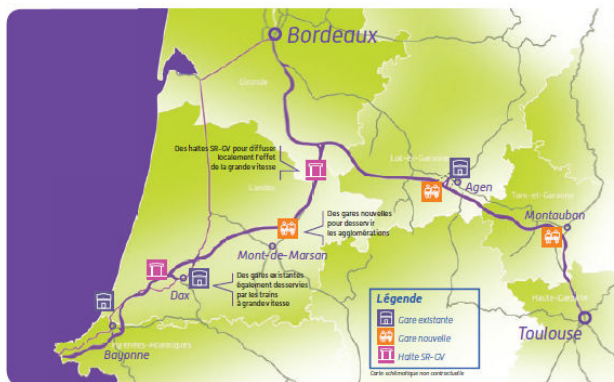 Bordeaux
Gironde
Des haltes SR-GV pour diffuser
localement l'effet
de la grande vitesse
Lot-et-Garonne
Agen
Landes
Tarn-et-Garonne
Montauban
Des gares nouvelles
pour desservir
les agglomérations
Mont-de-Marsan
Dax
Des gares existantes
également desservies
par les trains
à grande vitesse
Haute-Garonne
Toulouse
Pyrénées-Atlantiques
Bayonne
Légende
Gare existante
Gare nouvelle
Halte SR-GV
Carte schématique non contractuelle